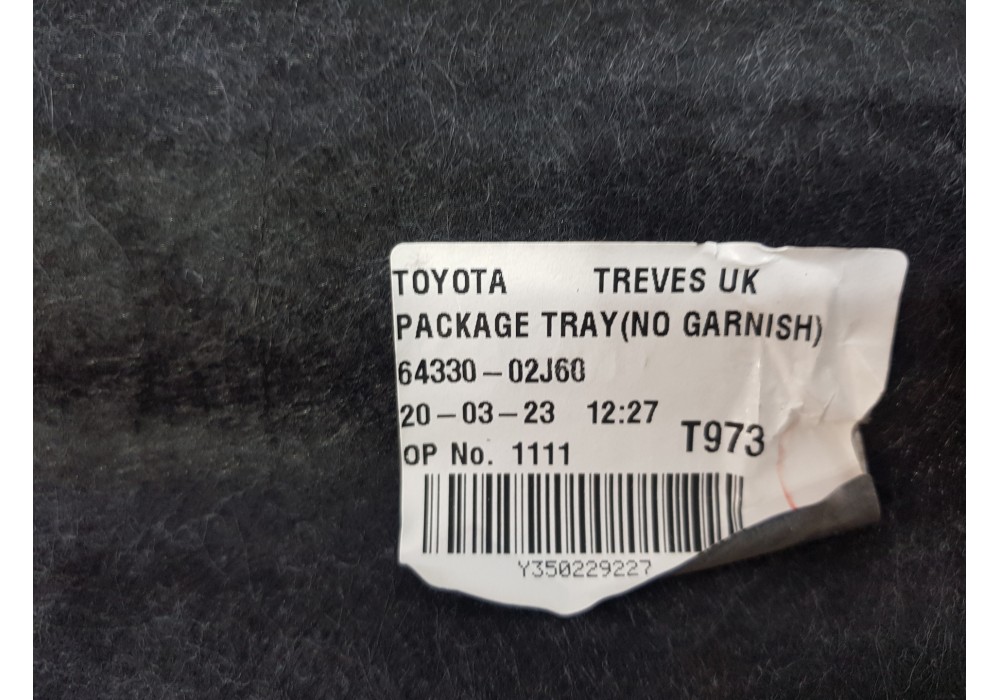 TOYOTA TREVES UK
PACKAGE TRAY(NO GARNISH)
64330-02J60
20-03-23 12:27
T973
OP No. 1111
Y350229227